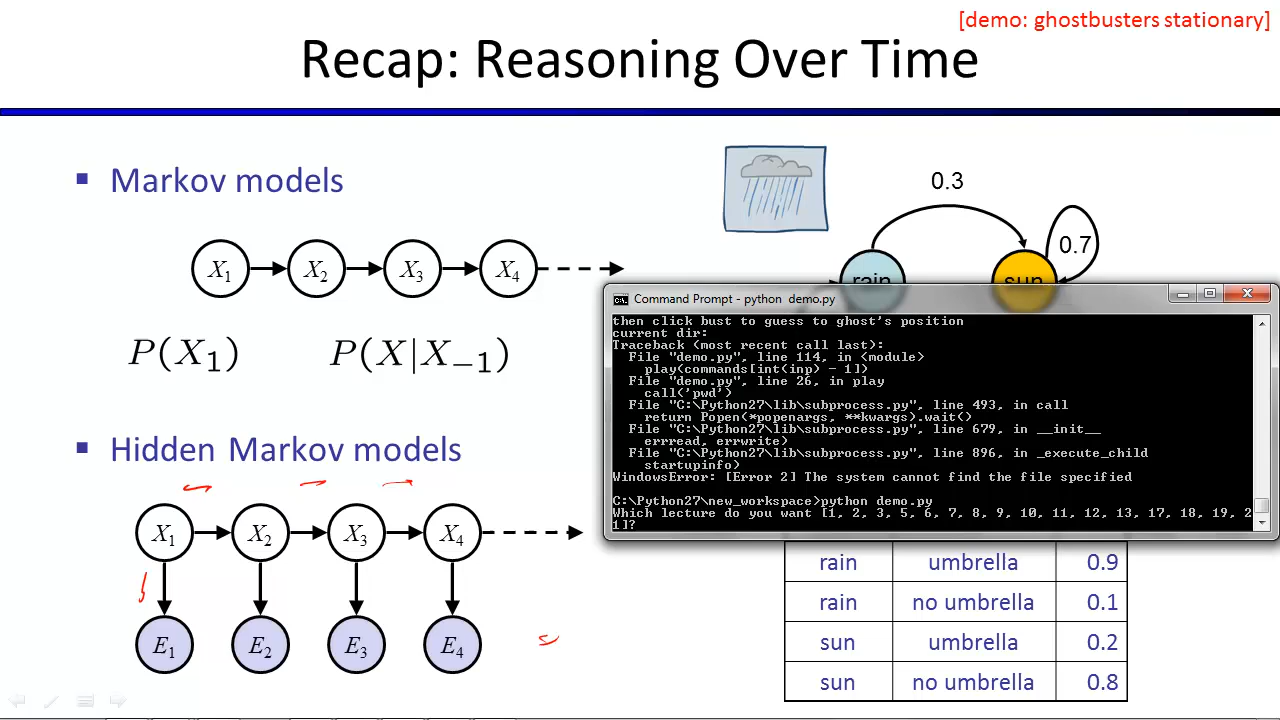 [demo: ghostbusters stationary]
Recap: Reasoning Over Time
▪ Markov models
X1 X2 X3 X4
P(X1) P(X|X−1)
0.3
0.7
rain sun
▪ Hidden Markov models
X1 X2 X3 X4
E1 E2 E3 E4
Command Prompt - python demo.py
then click bust to guess to ghost's position
current dir:
Traceback (most recent call last):
File "demo.py", line 114, in <module>
play(commands[int(inp) - 1])
File "demo.py", line 26, in play
call('pwd')
File "C:\Python27\lib\subprocess.py", line 493, in call
return Popen(*popenargs, **kwargs).wait()
File "C:\Python27\lib\subprocess.py", line 679, in __init__
errread, errwrite)
File "C:\Python27\lib\subprocess.py", line 896, in _execute_child
startupinfo)
WindowsError: [Error 2] The system cannot find the file specified
C:\Python27\new_workspace>python demo.py
Which lecture do you want [1, 2, 3, 5, 6, 7, 8, 9, 10, 11, 12, 13, 17, 18, 19, 2
1]?
rain umbrella 0.9
rain no umbrella 0.1
sun umbrella 0.2
sun no umbrella 0.8